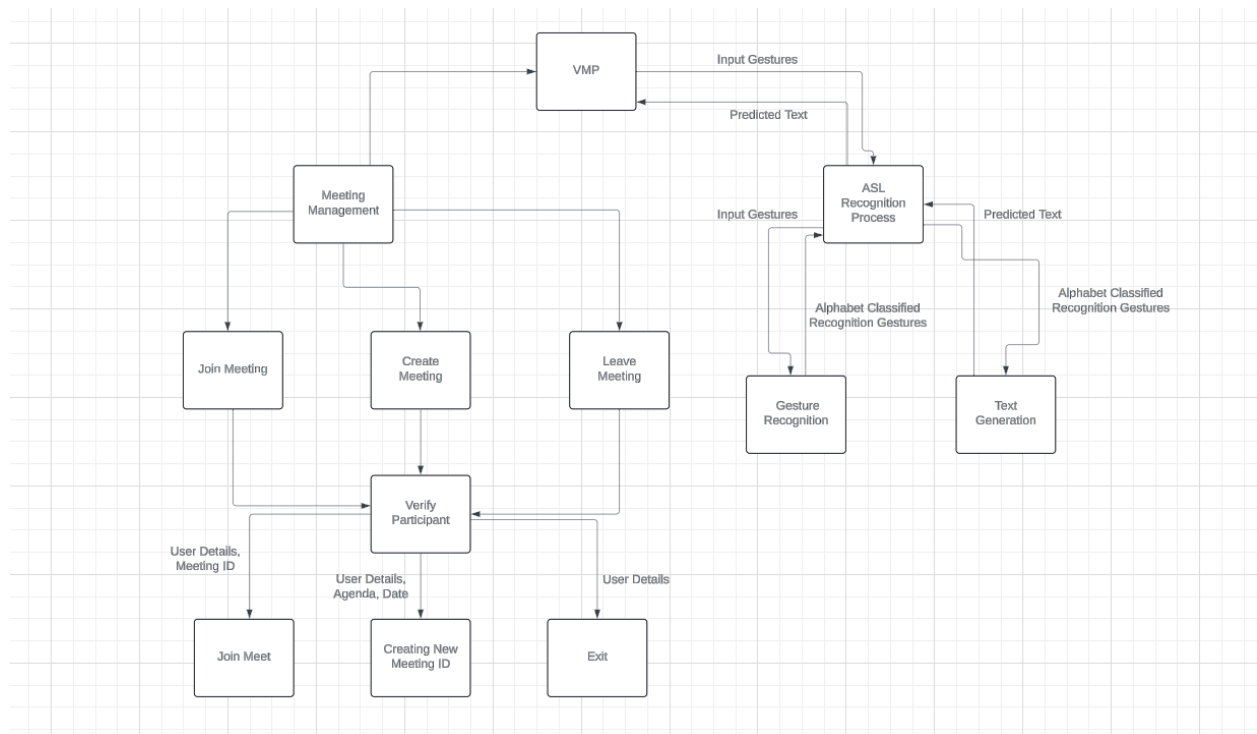 VMP
Input Gestures
Predicted Text
Meeting
Management
ASL
Recognition
Process
Input Gestures
Predicted Text
Alphabet Classified
Recognition Gestures
Alphabet Classified
Recognition Gestures
Join Meeting
Create
Meeting
Leave
Meeting
Gesture
Recognition
Text
Generation
Verify
Participant
User Details,
Meeting ID
User Details,
Agenda, Date
User Details
Join Meet
Creating New
Meeting ID
Exit